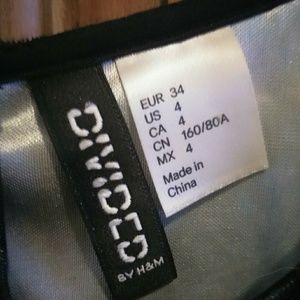 DIVIDED
BY H&M
EUR 34
US 4
CA 4
CN 160/80A
MX 4
Made in
China